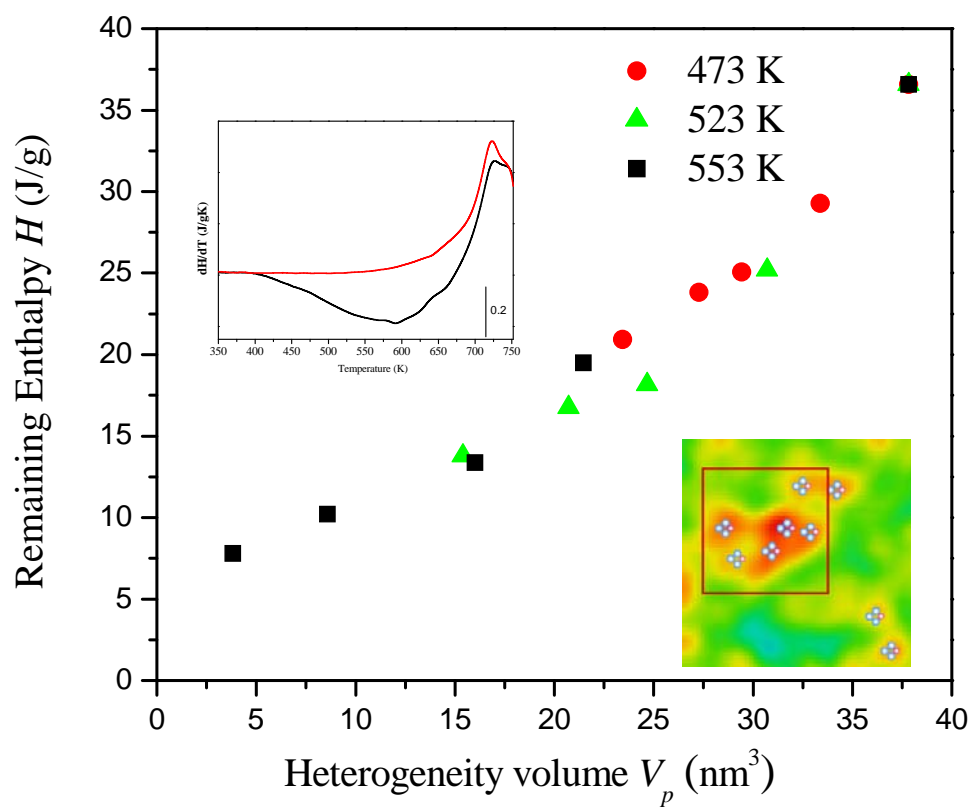 40
35
30
25
20
15
10
5
0
Remaining Enthalpy H (J/g)
473 K
523 K
553 K
dH/dT (J/gK)
0.2
350 400 450 500 550 600 650 700 750
Temperature (K)
0 5 10 15 20 25 30 35 40
Heterogeneity volume Vp (nm³)